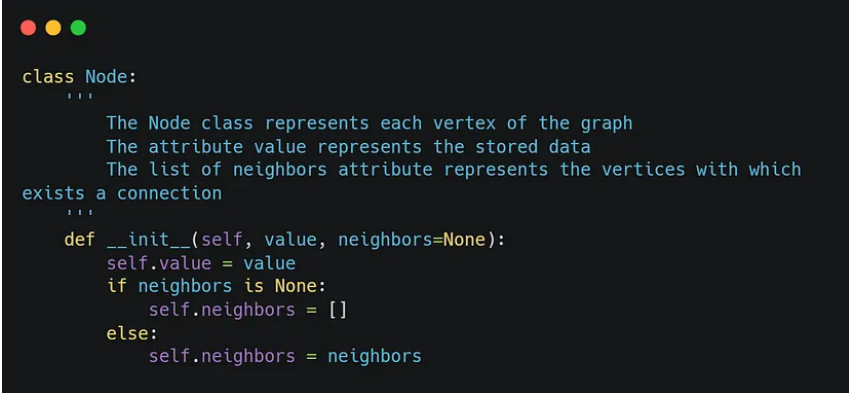 class Node:
    '''
        The Node class represents each vertex of the graph
        The attribute value represents the stored data
        The list of neighbors attribute represents the vertices with which
exists a connection
    '''
    def __init__(self, value, neighbors=None):
        self.value = value
        if neighbors is None:
            self.neighbors = []
        else:
            self.neighbors = neighbors